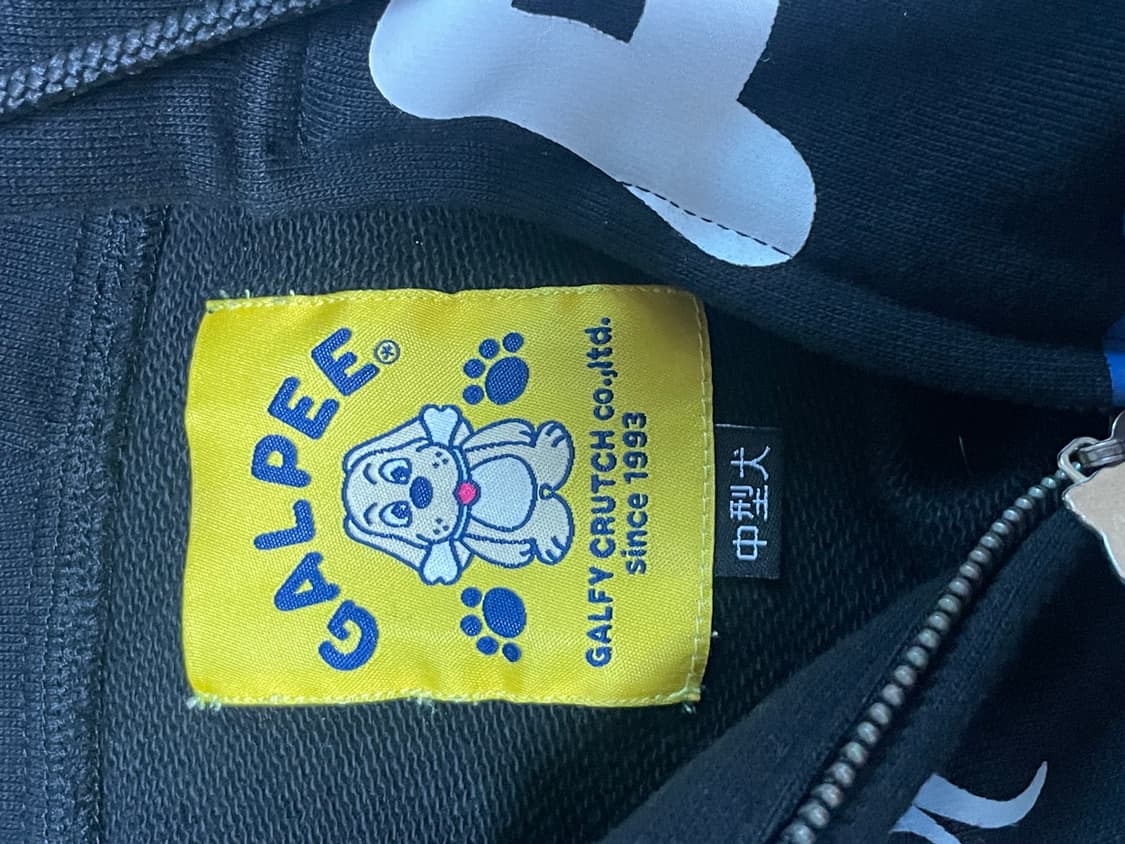 GALPEE®
GALFY CRUTCH co.,ltd.
since 1993
中型犬